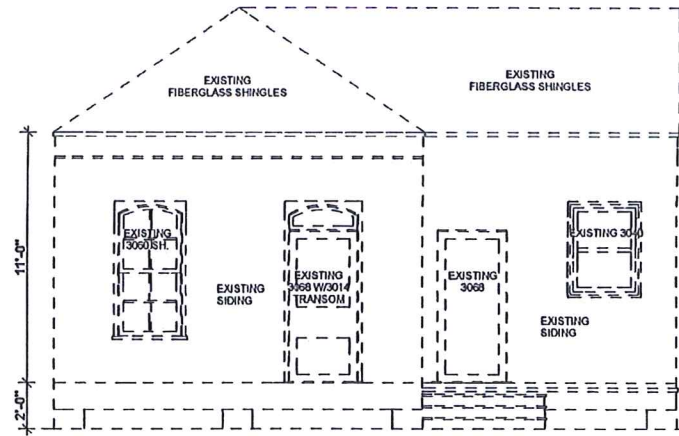 EXISTING
FIBERGLASS SHINGLES
EXISTING
FIBERGLASS SHINGLES
11'-0"
EXISTING
3060 SH.
EXISTING
SIDING
EXISTING
3068 W/3014
TRANSOM
EXISTING
3068
EXISTING 3040
EXISTING
SIDING
2'-0"